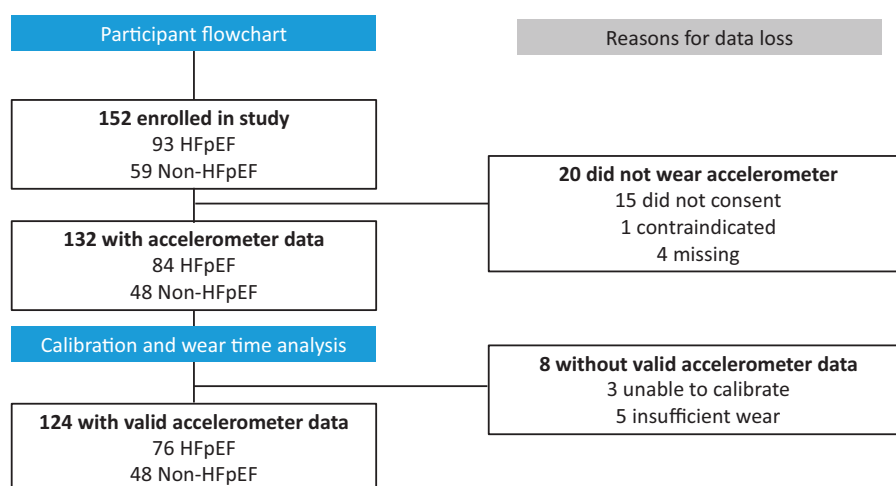 Participant flowchart
Reasons for data loss
152 enrolled in study
93 HFpEF
59 Non-HFpEF
20 did not wear accelerometer
15 did not consent
1 contraindicated
4 missing
132 with accelerometer data
84 HFpEF
48 Non-HFpEF
Calibration and wear time analysis
8 without valid accelerometer data
3 unable to calibrate
5 insufficient wear
124 with valid accelerometer data
76 HFpEF
48 Non-HFpEF